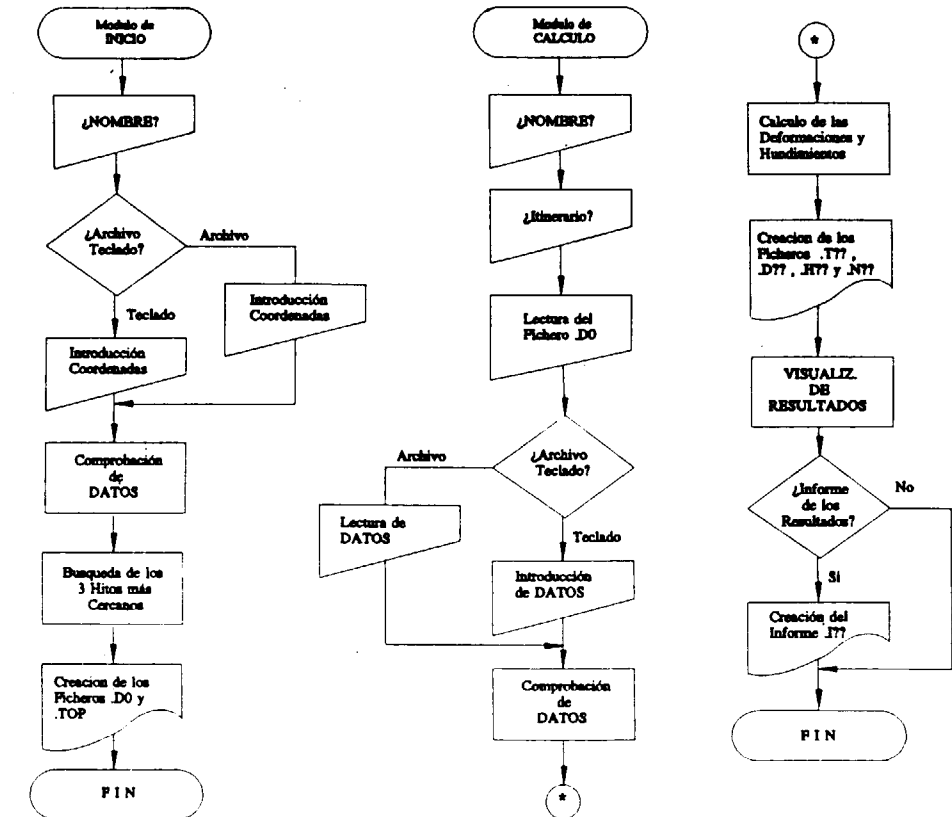 Modulo de
INICIO
¿NOMBRE?
¿Archivo
Teclado?
Archivo
Teclado
Introducción
Coordenadas
Introducción
Coordenadas
Comprobación
de
DATOS
Busqueda de los
3 Hitos más
Cercanos
Creacion de los
Ficheros .D0 y
.TOP
F I N
Modulo de
CALCULO
¿NOMBRE?
¿Itinerario?
Lectura del
Fichero .D0
¿Archivo
Teclado?
Archivo
Teclado
Lectura de
DATOS
Introducción
de DATOS
Comprobación
de
DATOS
*
*
Calculo de las
Deformaciones y
Hundimientos
Creacion de los
Ficheros .T?? ,
.D?? , .H?? y .N??
VISUALIZ.
DE
RESULTADOS
¿Informe
de los
Resultados?
No
Sí
Creación del
Informe .I??
F I N